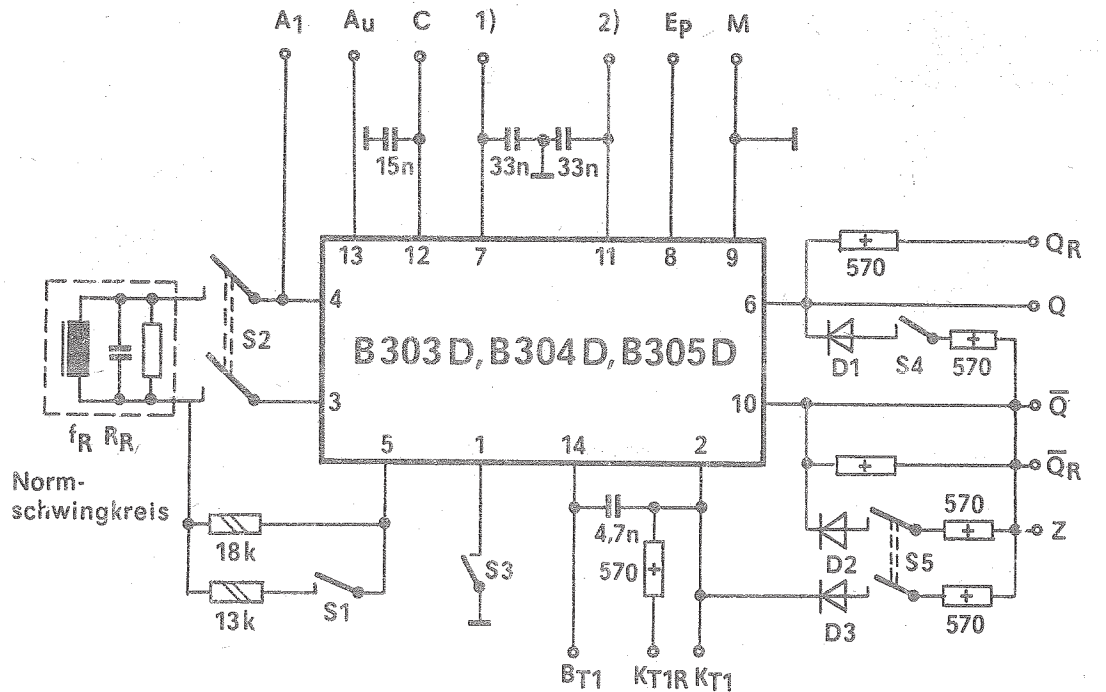 A1 Au C 1) 2) Ep M
15n 33n 33n
13 12 7 11 8 9
570 QR
4 6 Q
S2
B303D, B304D, B305D
D1 S4 570
3 10 Q̅
fR RR
5 1 14 2
Q̅R
Norm-
schwingkreis
570
18k
4,7n
D2 S5 Z
S3
570
13k S1
D3 570
BT1 KT1R KT1